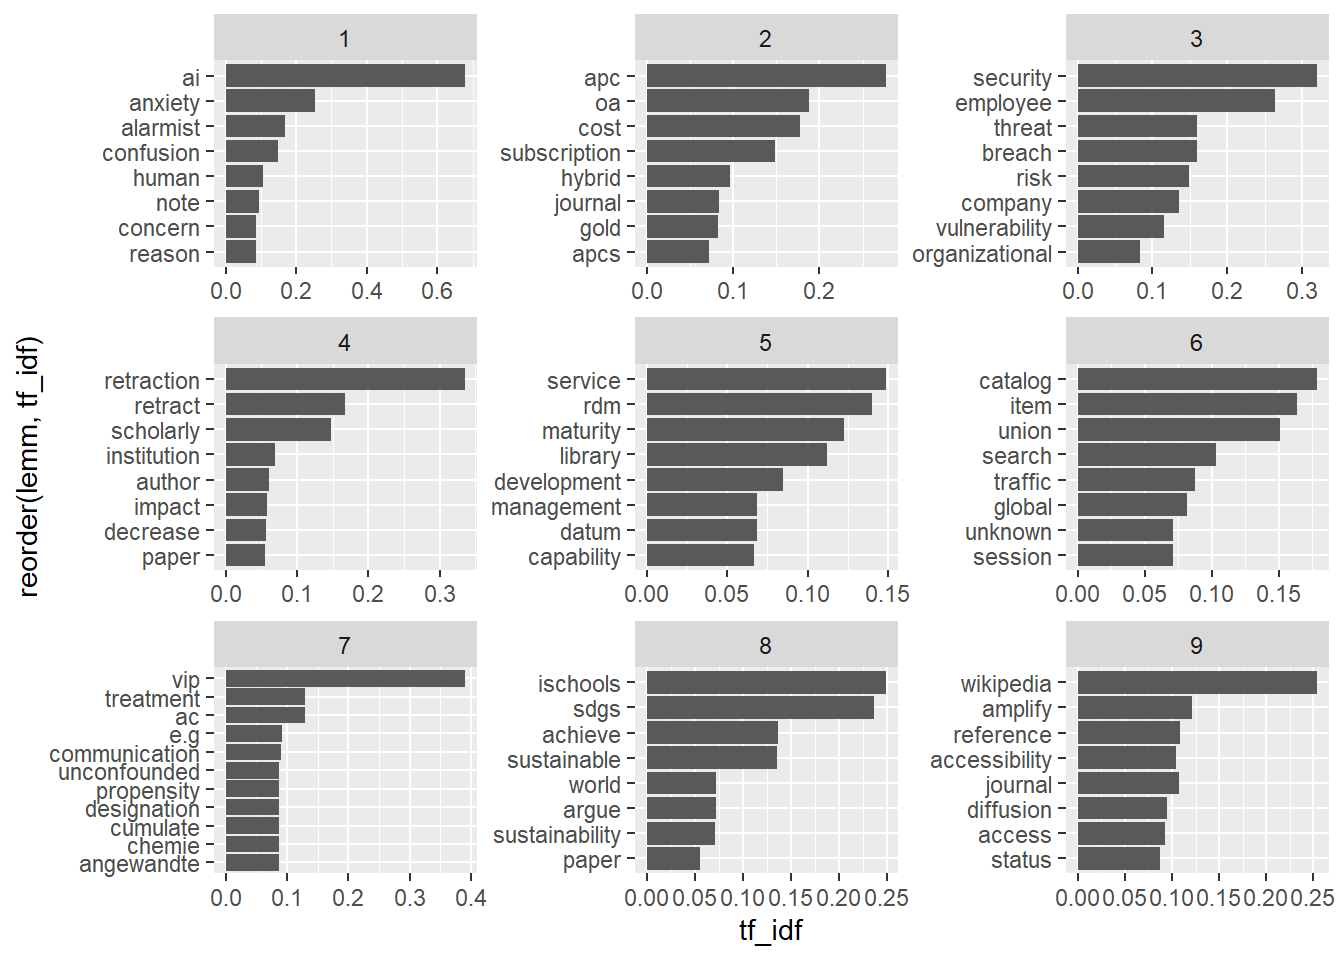 1
ai
anxiety
alarmist
confusion
human
note
concern
reason
0.0 0.2 0.4 0.6
2
apc
oa
cost
subscription
hybrid
journal
gold
apcs
0.0 0.1 0.2
3
security
employee
threat
breach
risk
company
vulnerability
organizational
0.0 0.1 0.2 0.3
4
retraction
retract
scholarly
institution
author
impact
decrease
paper
0.0 0.1 0.2 0.3
5
service
rdm
maturity
library
development
management
datum
capability
0.00 0.05 0.10 0.15
6
catalog
item
union
search
traffic
global
unknown
session
0.00 0.05 0.10 0.15
7
vip
treatment
ac
e.g
communication
unconfounded
propensity
designation
cumulate
chemie
angewandte
0.0 0.1 0.2 0.3 0.4
8
ischools
sdgs
achieve
sustainable
world
argue
sustainability
paper
0.00 0.05 0.10 0.15 0.20 0.25
9
wikipedia
amplify
reference
accessibility
journal
diffusion
access
status
0.00 0.05 0.10 0.15 0.20 0.25
reorder(lemm, tf_idf)
tf_idf